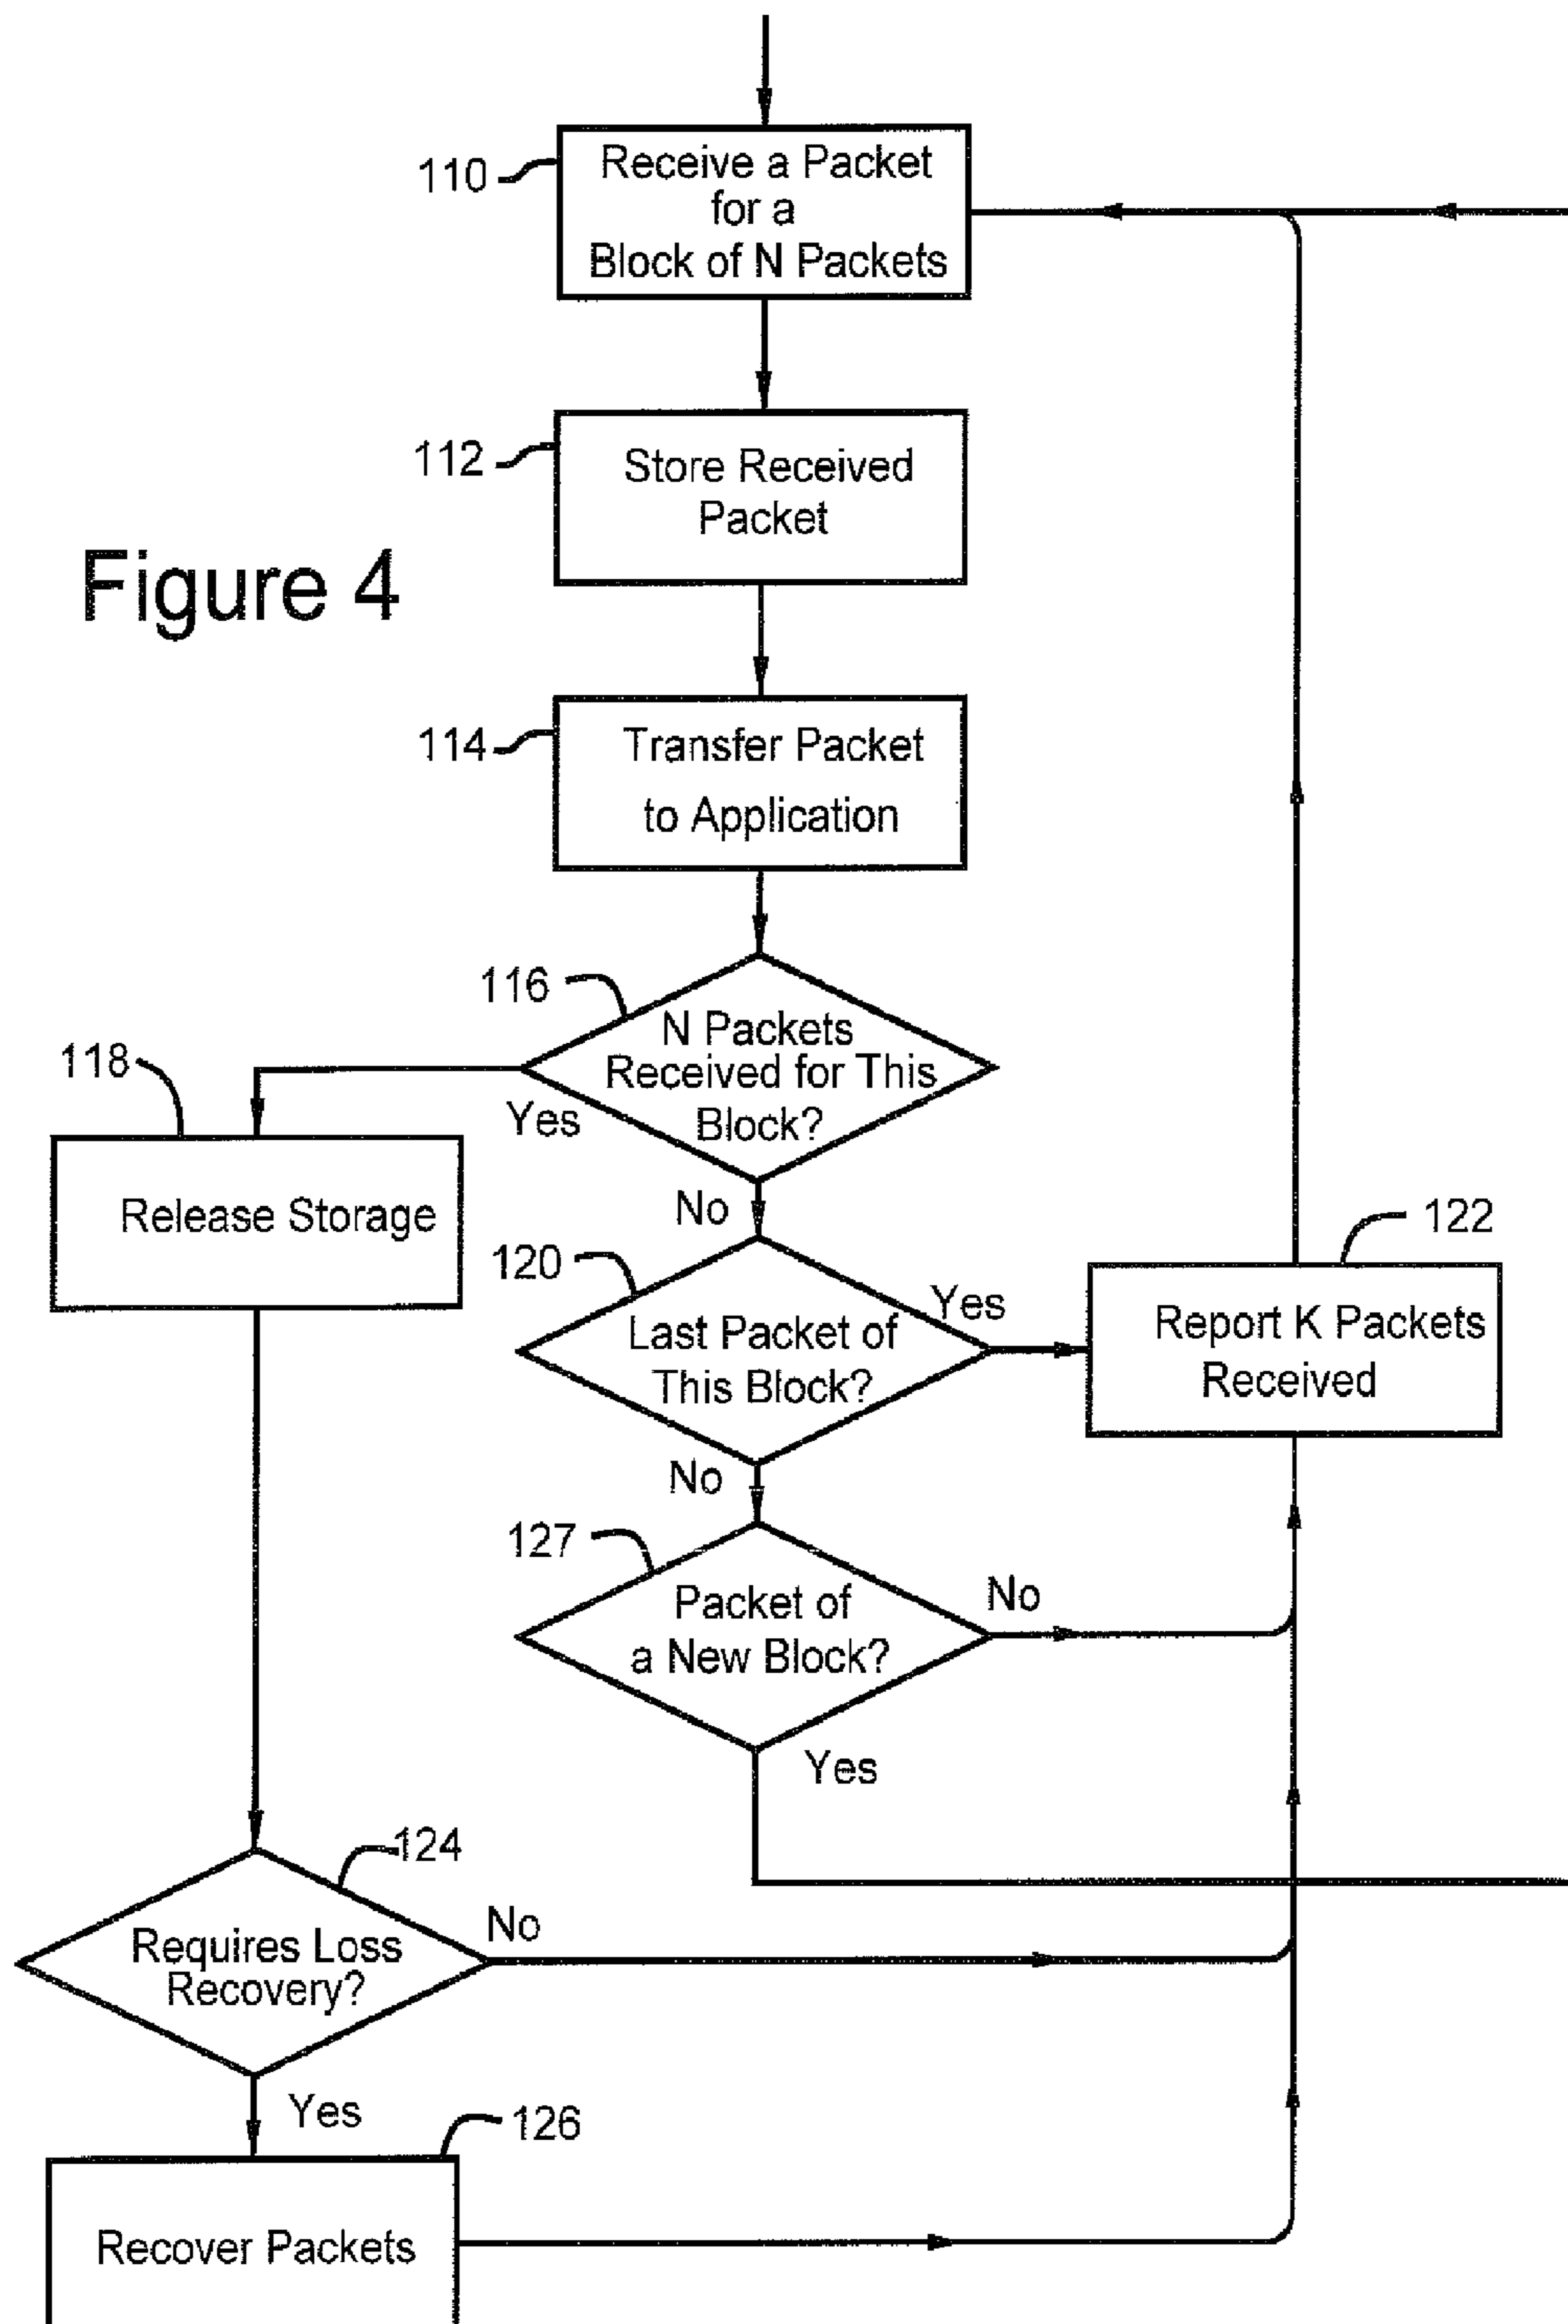 110
Receive a Packet
for a
Block of N Packets
112
Store Received
Packet
Figure 4
114
Transfer Packet
to Application
116
N Packets
Received for This
Block?
Yes
No
118
Release Storage
120
Last Packet of
This Block?
Yes
No
122
Report K Packets
Received
127
Packet of
a New Block?
No
Yes
124
Requires Loss
Recovery?
No
Yes
126
Recover Packets